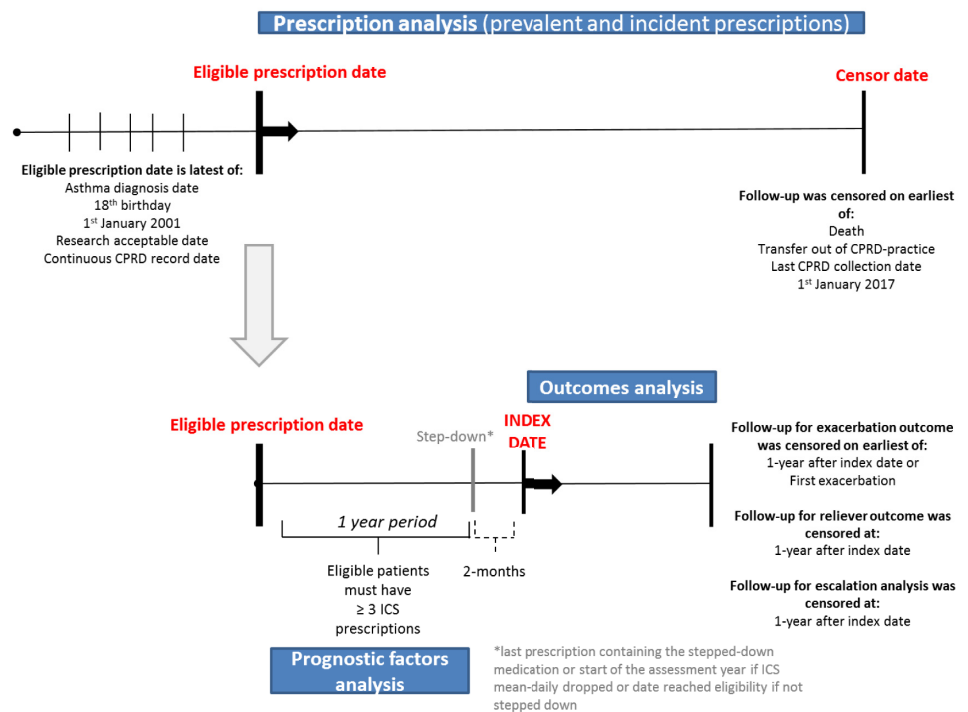 Prescription analysis (prevalent and incident prescriptions)
Eligible prescription date
Censor date
Eligible prescription date is latest of:
Asthma diagnosis date
18th birthday
1st January 2001
Research acceptable date
Continuous CPRD record date
Follow-up was censored on earliest
of:
Death
Transfer out of CPRD-practice
Last CPRD collection date
1st January 2017
Outcomes analysis
Eligible prescription date
Step-down*
INDEX
DATE
1 year period
Eligible patients
must have
≥ 3 ICS
prescriptions
2-months
Follow-up for exacerbation outcome
was censored on earliest of:
1-year after index date or
First exacerbation
Follow-up for reliever outcome was
censored at:
1-year after index date
Follow-up for escalation analysis was
censored at:
1-year after index date
Prognostic factors
analysis
*last prescription containing the stepped-down
medication or start of the assessment year if ICS
mean-daily dropped or date reached eligibility if not
stepped down